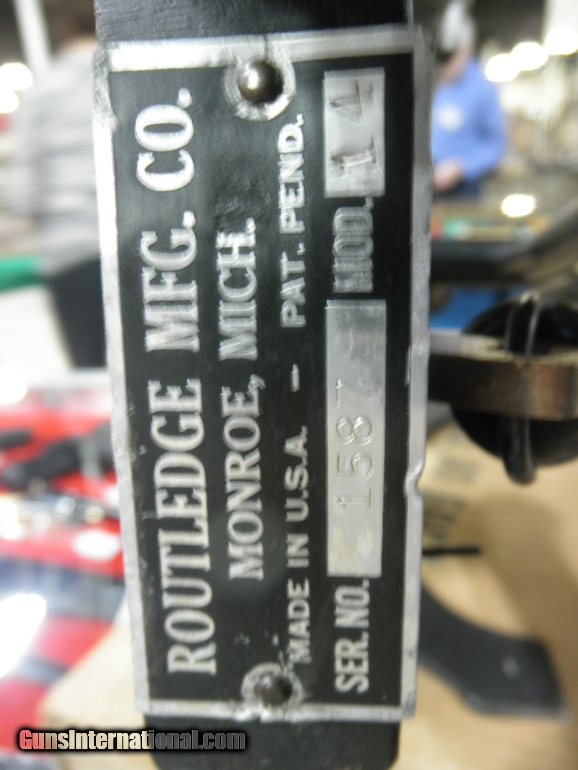 ROUTLEDGE MFG. CO.
MONROE, MICH.
MADE IN U.S.A. - PAT. PEND.
SER. NO. 1587 MOD. 14
GunsInternational.com